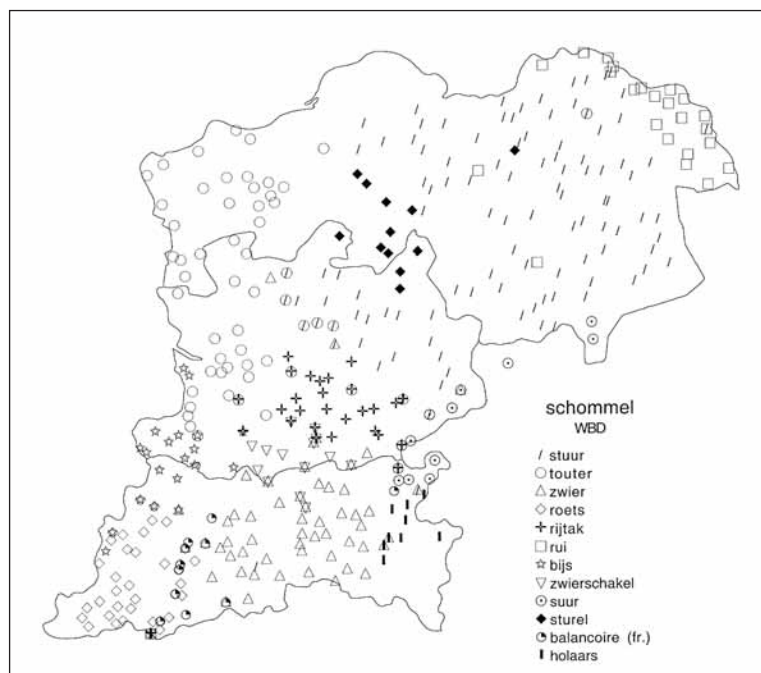 schommel
WBD
stuur
touter
zwier
roets
rijtak
rui
bijs
zwierschakel
suur
sturel
balancoire (fr.)
holaars